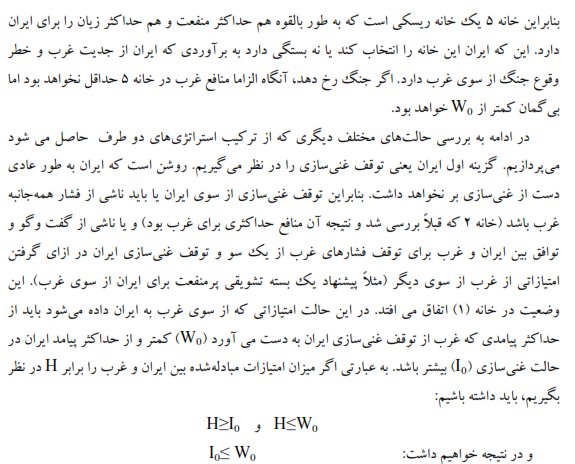 بنابراین خانه ۵ یک خانه ریسکی است که به طور بالقوه هم حداکثر منفعت و هم حداکثر زیان را برای ایران
دارد. این که ایران این خانه را انتخاب کند یا نه بستگی دارد به برآوردی که ایران از جدیت غرب و خطر
وقوع جنگ از سوی غرب دارد. اگر جنگ رخ دهد، آنگاه الزاما منافع غرب در خانه ۵ حداقل نخواهد بود اما
بی‌گمان کمتر از W₀ خواهد بود.
در ادامه به بررسی حالت‌های مختلف دیگری که از ترکیب استراتژی‌های دو طرف حاصل می شود
می‌پردازیم. گزینه اول ایران یعنی توقف غنی‌سازی را در نظر می‌گیریم. روشن است که ایران به طور عادی
دست از غنی‌سازی بر نخواهد داشت. بنابراین توقف غنی‌سازی از سوی ایران یا باید ناشی از فشار همه‌جانبه
غرب باشد (خانه ۲ که قبلاً بررسی شد و نتیجه آن منافع حداکثری برای غرب بود) و یا ناشی از گفت وگو و
توافق بین ایران و غرب برای توقف فشارهای غرب از یک سو و توقف غنی‌سازی ایران در ازای گرفتن
امتیازاتی از غرب از سوی دیگر (مثلاً پیشنهاد یک بسته تشویقی پرمنفعت برای ایران از سوی غرب). این
وضعیت در خانه (۱) اتفاق می افتد. در این حالت امتیازاتی که از سوی غرب به ایران داده می‌شود باید از
حداکثر پیامدی که غرب از توقف غنی‌سازی ایران به دست می آورد (W₀) کمتر و از حداکثر پیامد ایران در
حالت غنی‌سازی (I₀) بیشتر باشد. به عبارتی اگر میزان امتیازات مبادله‌شده بین ایران و غرب را برابر H در نظر
بگیریم، باید داشته باشیم:
H≥I₀ و H≤W₀
و در نتیجه خواهیم داشت: I₀≤ W₀